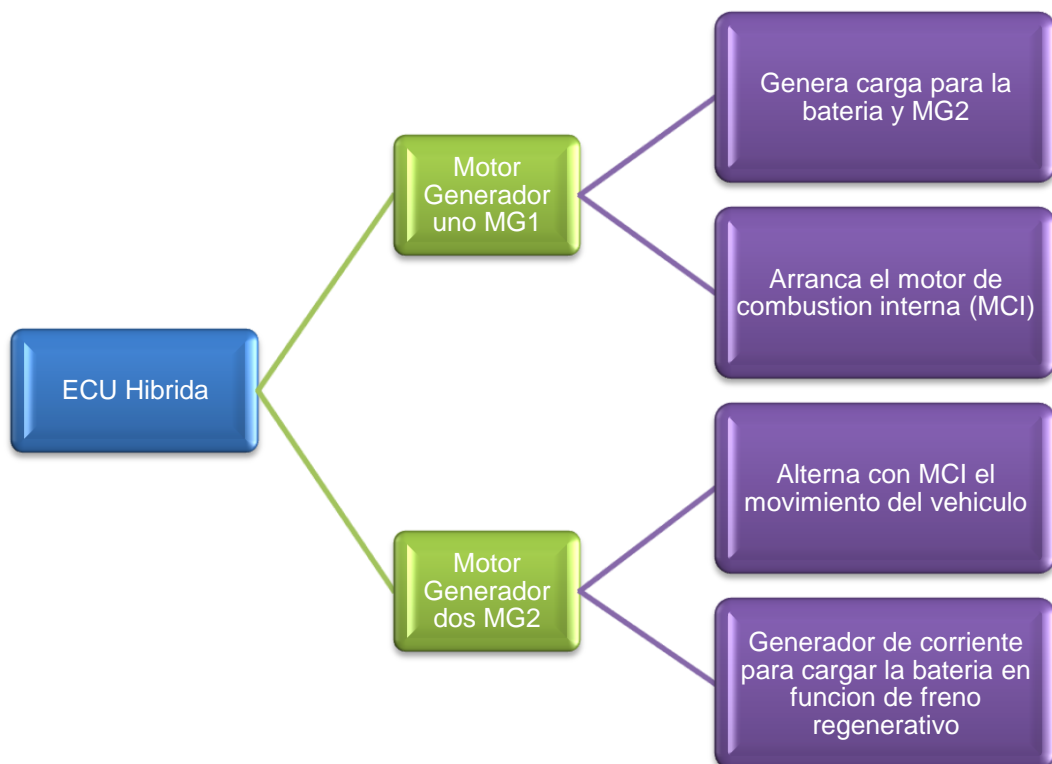 ECU Hibrida
Motor
Generador
uno MG1
Genera carga para la
bateria y MG2
Arranca el motor de
combustion interna (MCI)
Motor
Generador
dos MG2
Alterna con MCI el
movimiento del vehiculo
Generador de corriente
para cargar la bateria en
funcion de freno
regenerativo